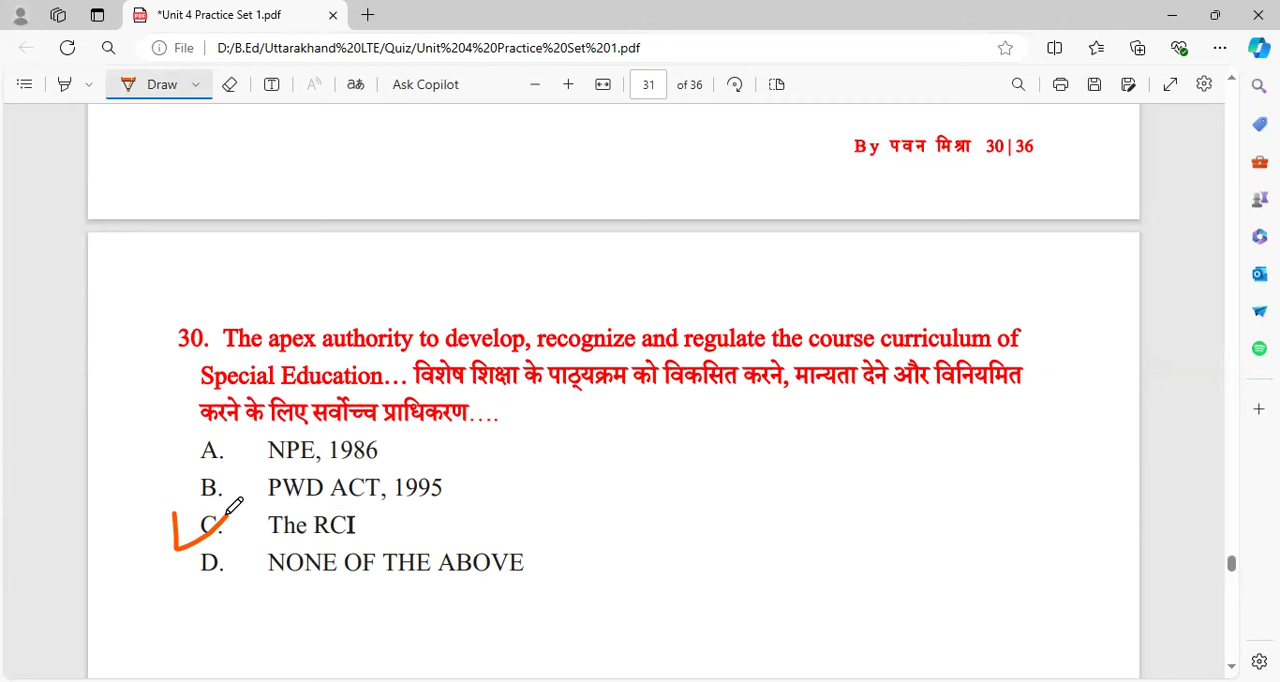 *Unit 4 Practice Set 1.pdf
File D:/B.Ed/Uttarakhand%20LTE/Quiz/Unit%204%20Practice%20Set%201.pdf
Draw aあ Ask Copilot 31 of 36
By पवन मिश्रा 30|36
30. The apex authority to develop, recognize and regulate the course curriculum of
Special Education... विशेष शिक्षा के पाठ्यक्रम को विकसित करने, मान्यता देने और विनियमित
करने के लिए सर्वोच्च प्राधिकरण....
A. NPE, 1986
B. PWD ACT, 1995
C. The RCI
D. NONE OF THE ABOVE